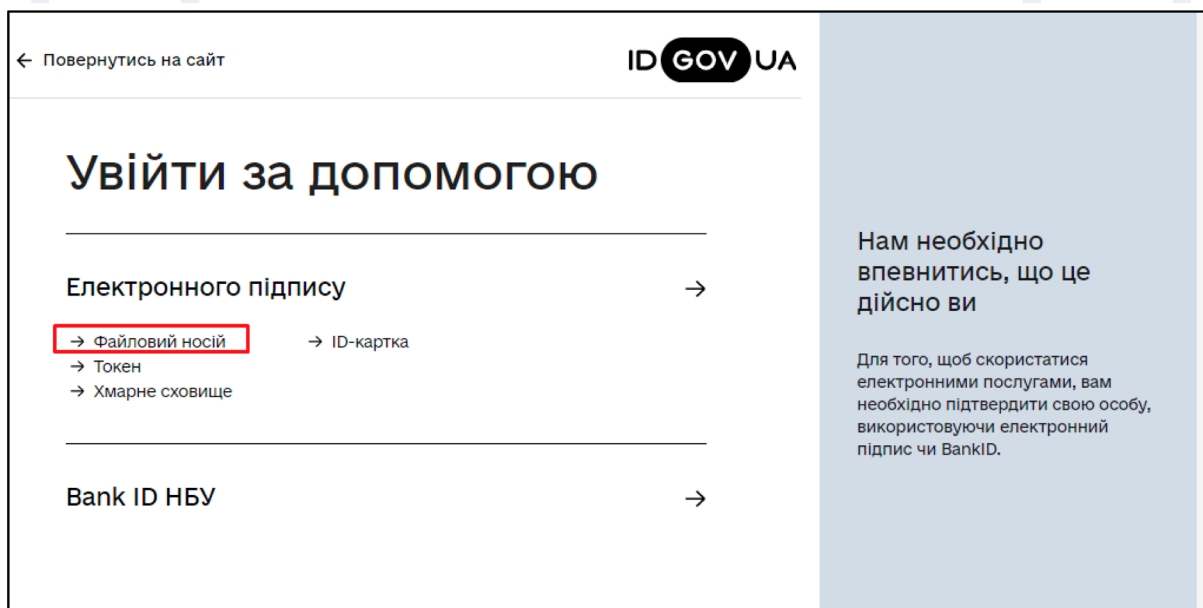 ← Повернутись на сайт
ID GOV UA
Увійти за допомогою
Електронного підпису →
→ Файловий носій
→ ID-картка
→ Токен
→ Хмарне сховище
Bank ID НБУ →
Нам необхідно
впевнитись, що це
дійсно ви
Для того, щоб скористатися
електронними послугами, вам
необхідно підтвердити свою особу,
використовуючи електронний
підпис чи BankID.